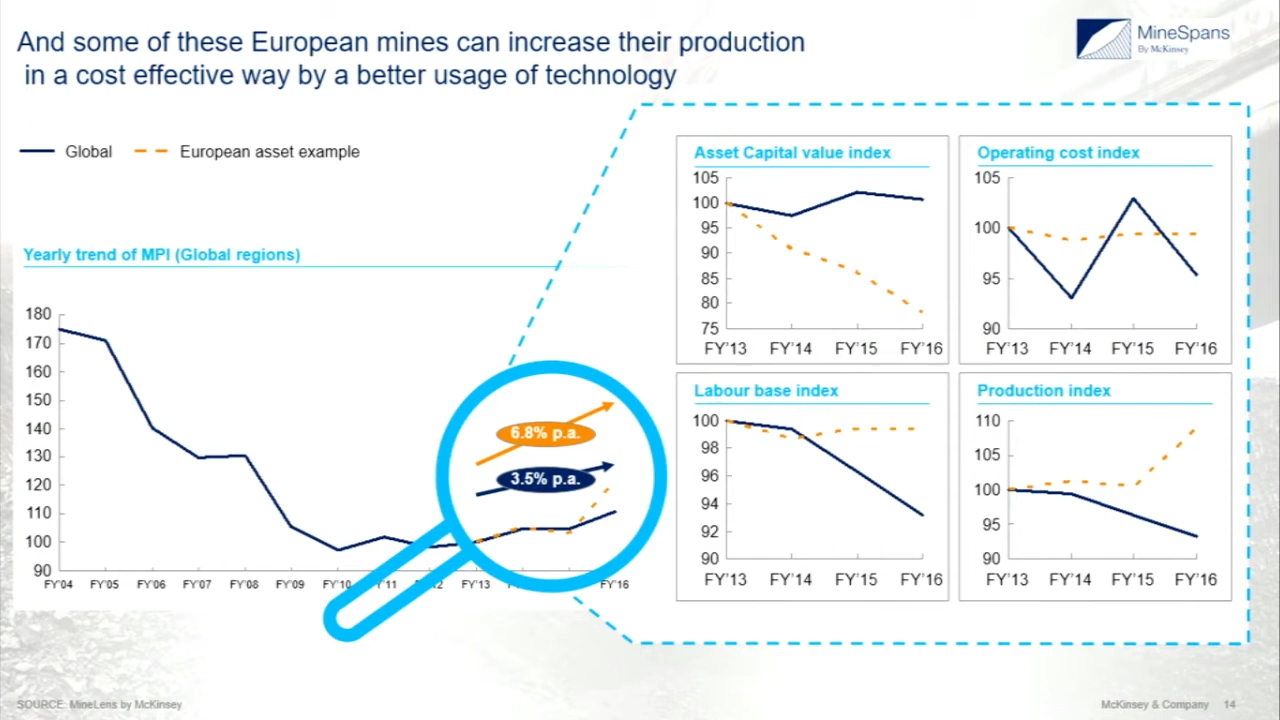 And some of these European mines can increase their production
in a cost effective way by a better usage of technology
MineSpans
By McKinsey
Global
European asset example
Yearly trend of MPI (Global regions)
180
170
160
150
140
130
120
110
100
90
FY'04 FY'05 FY'06 FY'07 FY'08 FY'09 FY'10 FY'13 FY'16
6.8% p.a.
3.5% p.a.
Asset Capital value index
105
100
95
90
85
80
75
FY'13 FY'14 FY'15 FY'16
Operating cost index
105
100
95
90
FY'13 FY'14 FY'15 FY'16
Labour base index
100
98
96
94
92
90
FY'13 FY'14 FY'15 FY'16
Production index
110
105
100
95
90
FY'13 FY'14 FY'15 FY'16
SOURCE: MineLens by McKinsey
McKinsey & Company 14